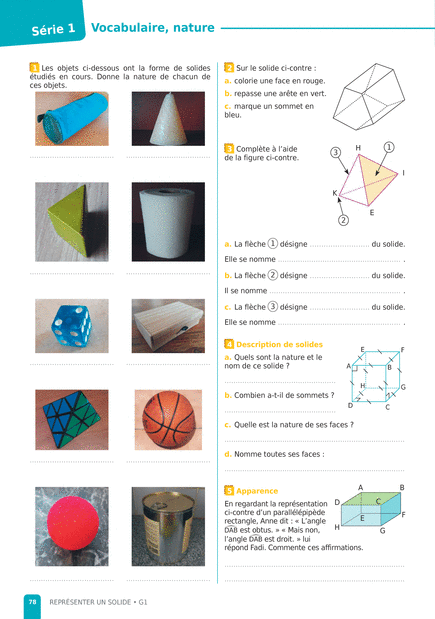 Série 1
Vocabulaire, nature
1 Les objets ci-dessous ont la forme de solides
étudiés en cours. Donne la nature de chacun de
ces objets.
2 Sur le solide ci-contre :
a. colorie une face en rouge.
b. repasse une arête en vert.
c. marque un sommet en
bleu.
3 Complète à l'aide
de la figure ci-contre.
3
H
1
I
K
E
2
a. La flèche 1 désigne ........................ du solide.
Elle se nomme ................................................ .
b. La flèche 2 désigne ........................ du solide.
Il se nomme ................................................... .
c. La flèche 3 désigne ........................ du solide.
Elle se nomme ................................................ .
4 Description de solides
a. Quels sont la nature et le
nom de ce solide ?
b. Combien a-t-il de sommets ?
E F
A B
H G
D C
c. Quelle est la nature de ses faces ?
d. Nomme toutes ses faces :
5 Apparence
En regardant la représentation
ci-contre d'un parallélépipède
rectangle, Anne dit : « L'angle
DAB est obtus. » « Mais non,
l'angle DAB est droit. » lui
répond Fadi. Commente ces affirmations.
A B
D C
E F
H G
78 REPRÉSENTER UN SOLIDE • G1